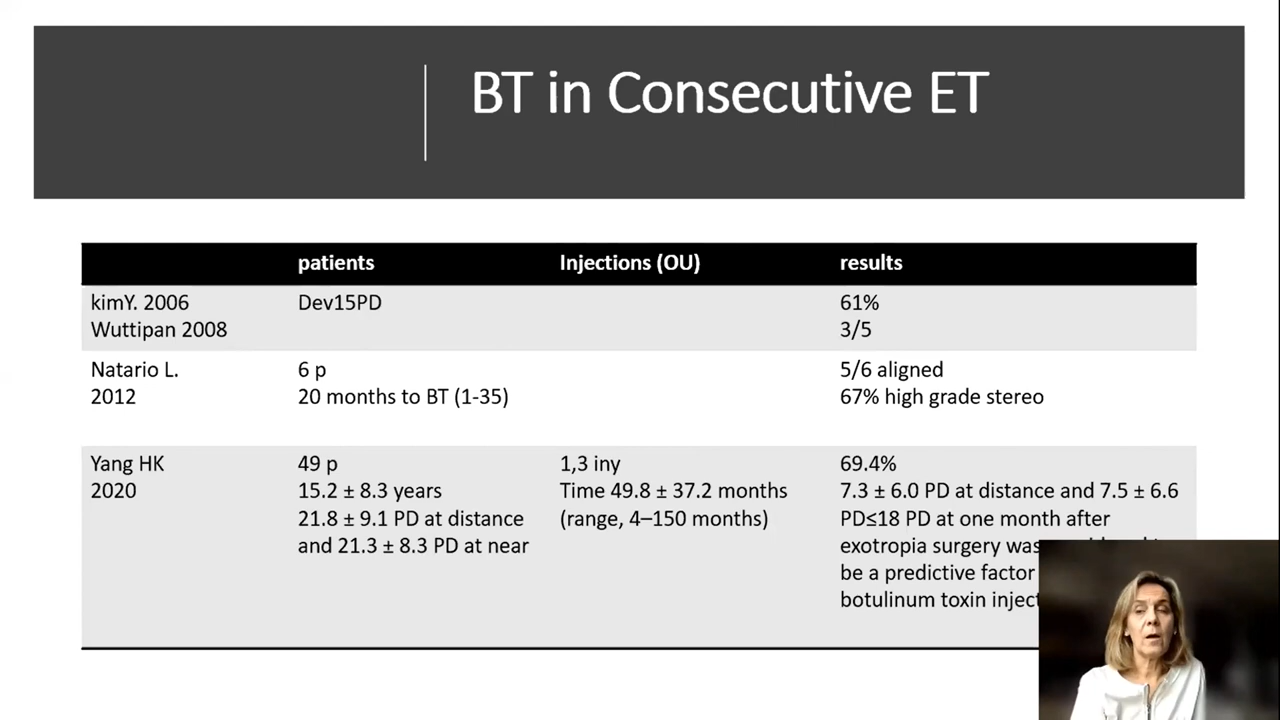 BT in Consecutive ET
patients Injections (OU) results
kimY. 2006 Dev15PD 61%
Wuttipan 2008 3/5
Natario L. 6 p 5/6 aligned
2012 20 months to BT (1-35) 67% high grade stereo
Yang HK 49 p 1,3 iny 69.4%
2020 15.2 ± 8.3 years Time 49.8 ± 37.2 months 7.3 ± 6.0 PD at distance and 7.5 ± 6.6
21.8 ± 9.1 PD at distance (range, 4–150 months) PD≤18 PD at one month after
and 21.3 ± 8.3 PD at near exotropia surgery was
be a predictive factor
botulinum toxin